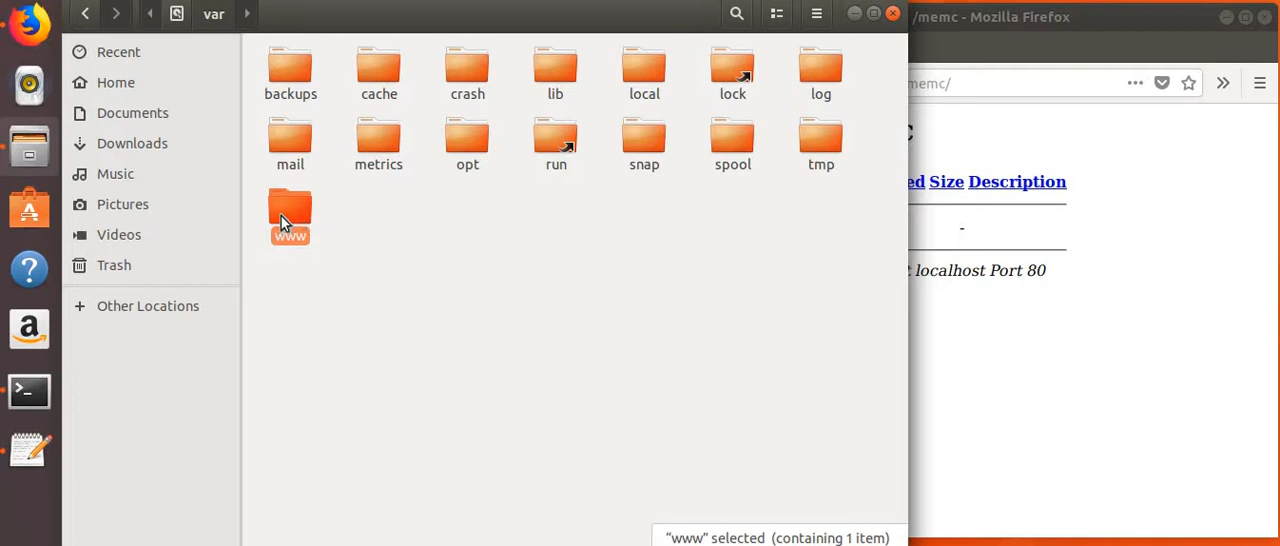 var
/memc - Mozilla Firefox
Recent
Home
Documents
Downloads
Music
Pictures
Videos
Trash
Other Locations
backups cache crash lib local lock log
mail metrics opt run snap spool tmp
www
"www" selected (containing 1 item)
memc/
ed Size Description
-
t localhost Port 80